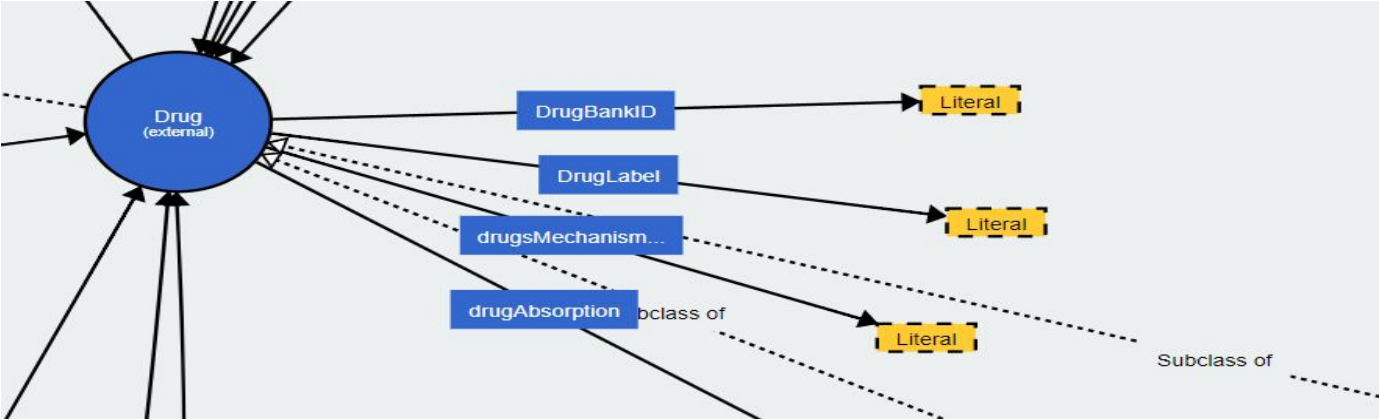 Drug
(external)
DrugBankID
Literal
DrugLabel
Literal
drugsMechanism...
drugAbsorption
bclass of
Literal
Subclass of